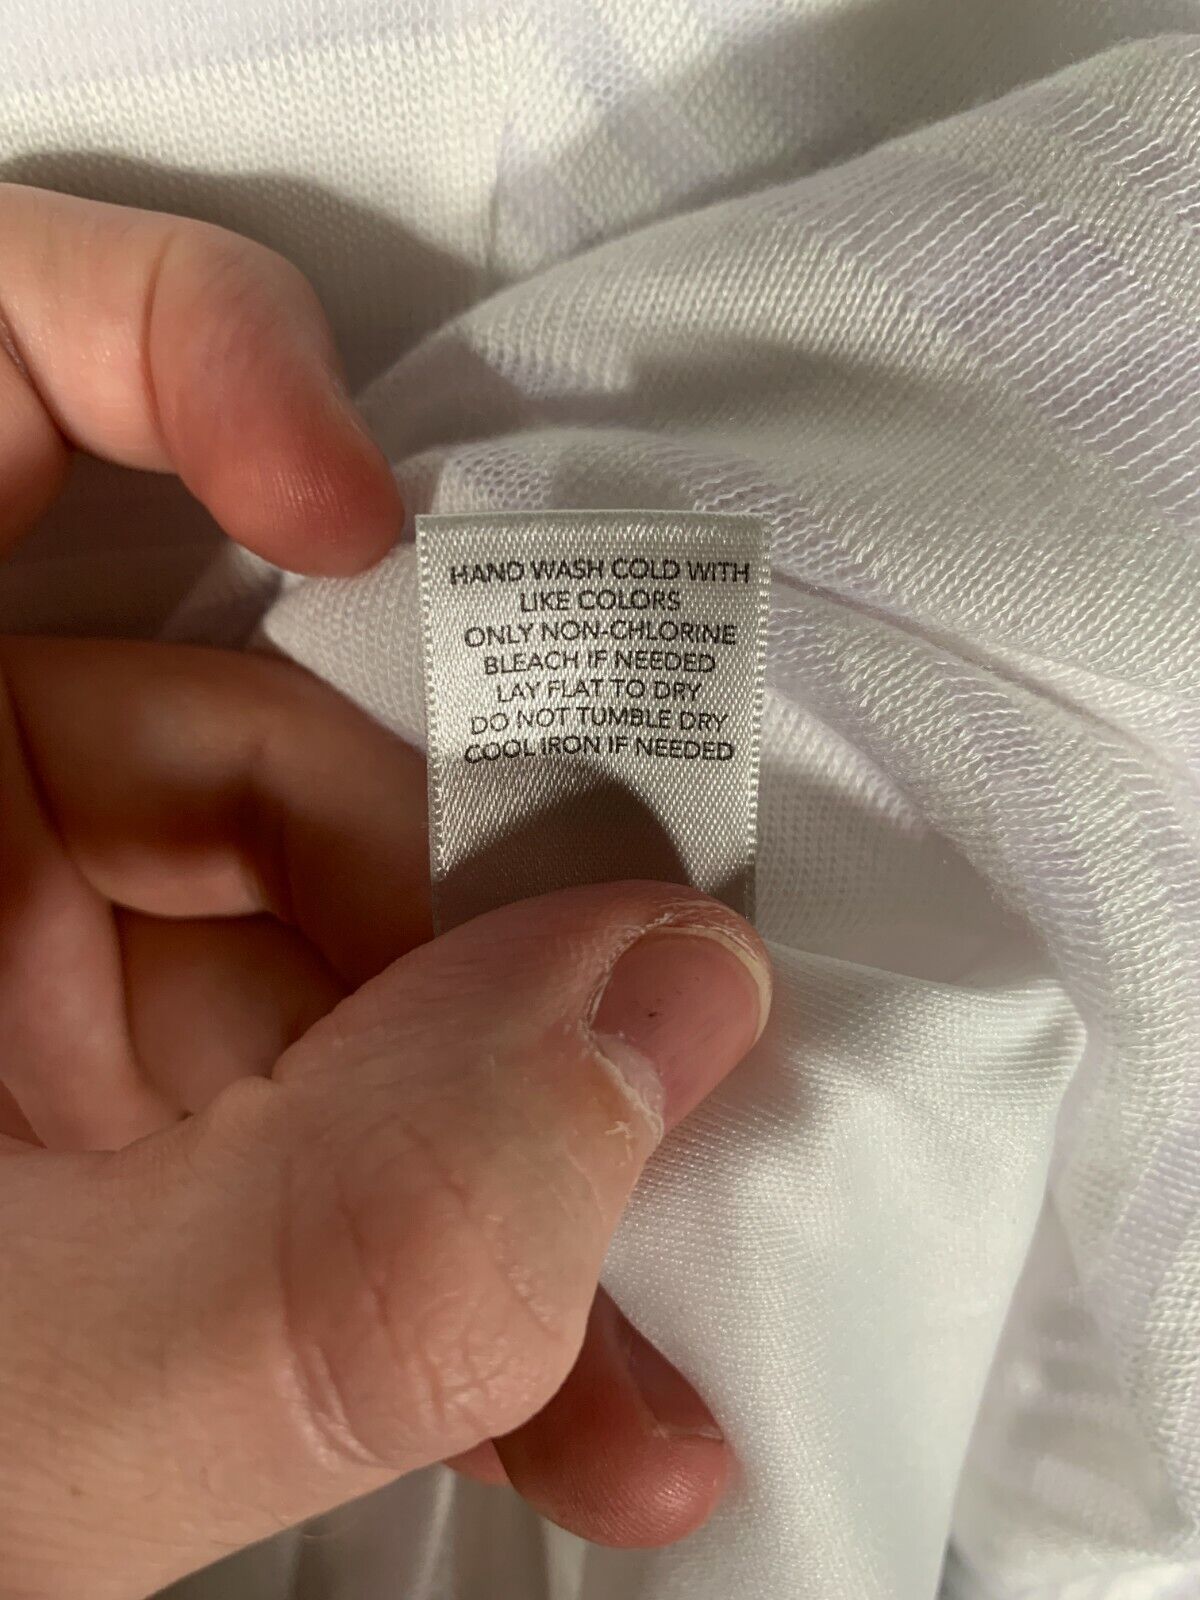 HAND WASH COLD WITH
LIKE COLORS
ONLY NON-CHLORINE
BLEACH IF NEEDED
LAY FLAT TO DRY
DO NOT TUMBLE DRY
COOL IRON IF NEEDED